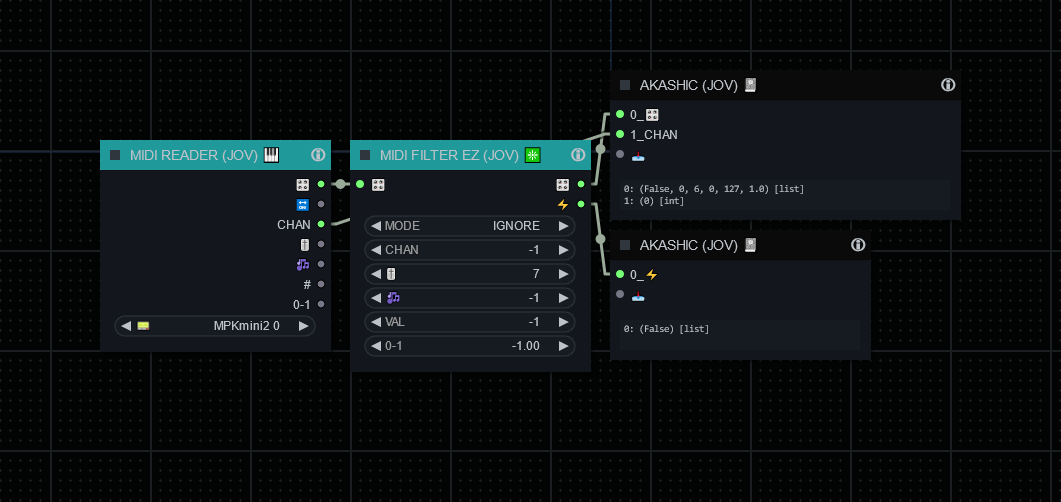 MIDI READER (JOV) 🎹
CHAN
#
0-1
MPKmini2 0
MIDI FILTER EZ (JOV) ✳️
⚡
MODE IGNORE
CHAN -1
7
-1
VAL -1
0-1 -1.00
AKASHIC (JOV) 📓
0_🎛️
1_CHAN
0: (False, 0, 6, 0, 127, 1.0) [list]
1: (0) [int]
AKASHIC (JOV) 📓
0_⚡
0: (False) [list]